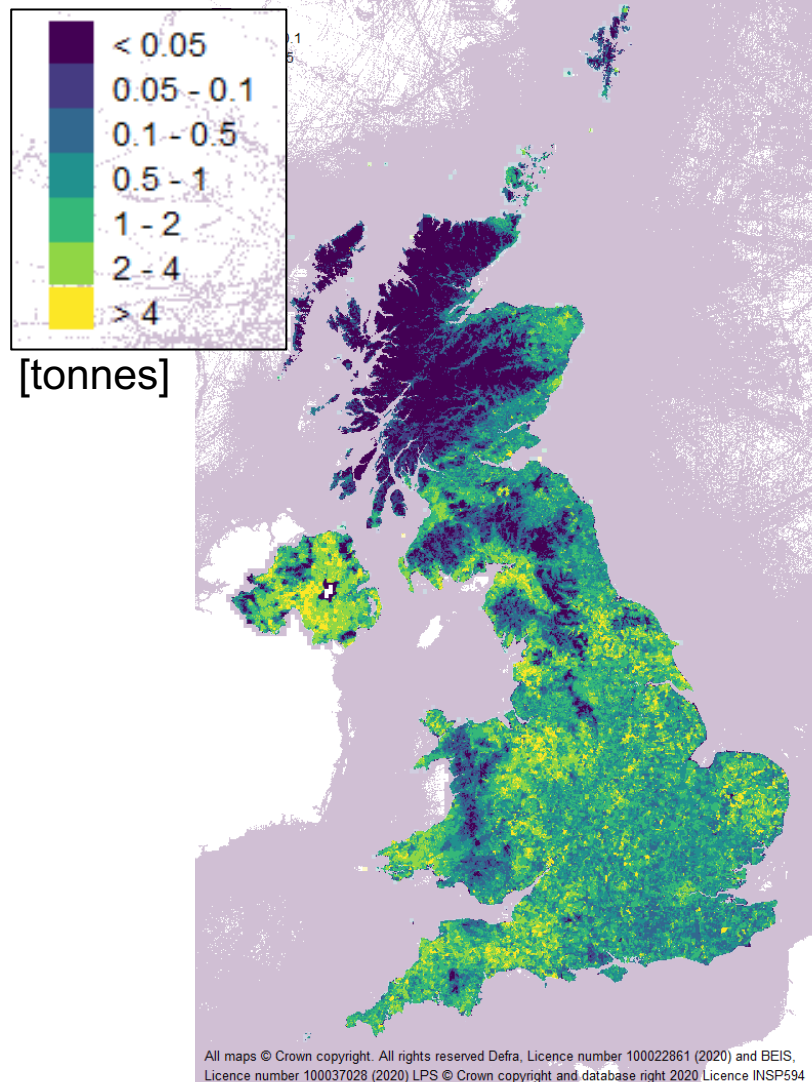 < 0.05
0.05 - 0.1
0.1 - 0.5
0.5 - 1
1 - 2
2 - 4
> 4
[tonnes]
All maps © Crown copyright. All rights reserved Defra, Licence number 100022861 (2020) and BEIS,
Licence number 100037028 (2020) LPS © Crown copyright and database right 2020 Licence INSP594